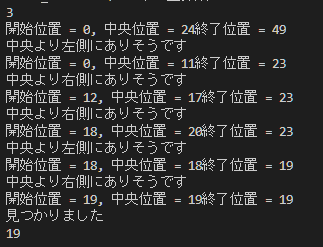 3
開始位置 = 0, 中央位置 = 24終了位置 = 49
中央より左側にありそうです
開始位置 = 0, 中央位置 = 11終了位置 = 23
中央より右側にありそうです
開始位置 = 12, 中央位置 = 17終了位置 = 23
中央より右側にありそうです
開始位置 = 18, 中央位置 = 20終了位置 = 23
中央より左側にありそうです
開始位置 = 18, 中央位置 = 18終了位置 = 19
中央より右側にありそうです
開始位置 = 19, 中央位置 = 19終了位置 = 19
見つかりました
19